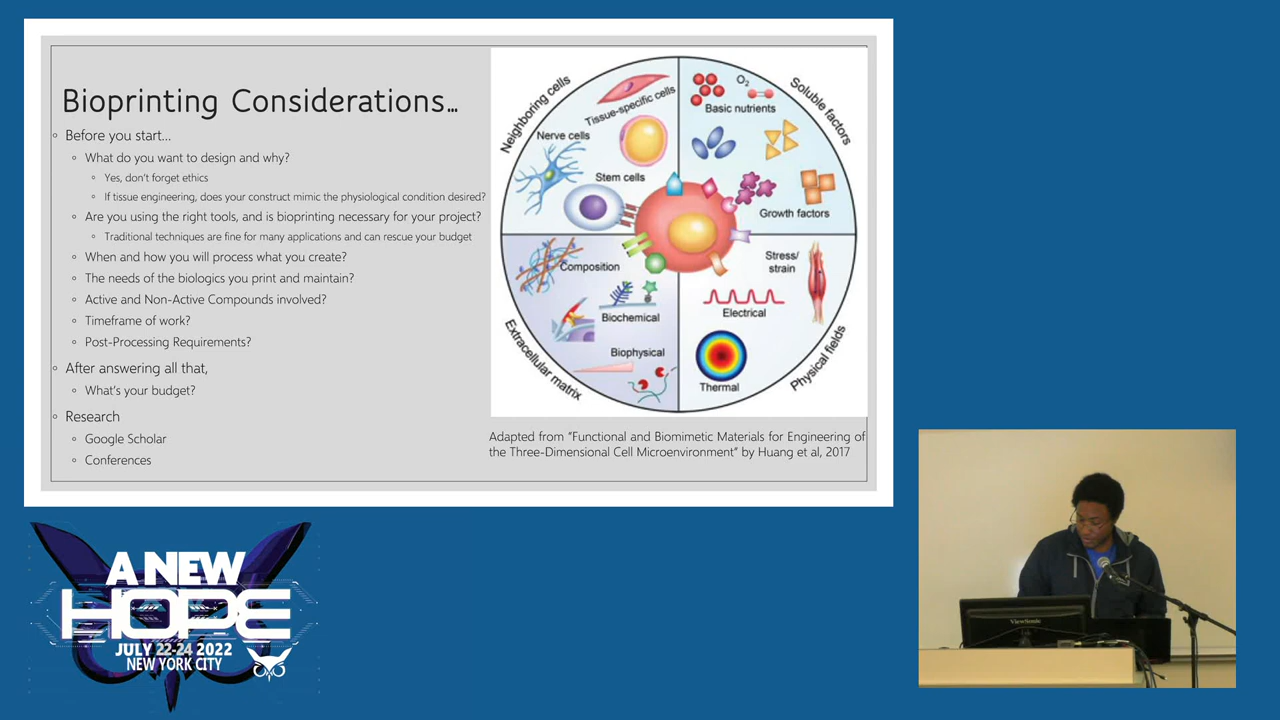 Bioprinting Considerations…
Before you start…
What do you want to design and why?
Yes, don't forget ethics
If tissue engineering, does your construct mimic the physiological condition desired?
Are you using the right tools, and is bioprinting necessary for your project?
Traditional techniques are fine for many applications and can rescue your budget
When and how you will process what you create?
The needs of the biologics you print and maintain?
Active and Non-Active Compounds involved?
Timeframe of work?
Post-Processing Requirements?
After answering all that,
What's your budget?
Research
Google Scholar
Conferences
Neighboring cells
Tissue-specific cells
Nerve cells
Stem cells
Soluble factors
O2
Basic nutrients
Growth factors
Extracellular matrix
Composition
Biochemical
Biophysical
Physical fields
Stress/
strain
Electrical
Thermal
Adapted from "Functional and Biomimetic Materials for Engineering of
the Three-Dimensional Cell Microenvironment" by Huang et al, 2017
A NEW
HOPE
JULY 22-24 2022
NEW YORK CITY
ViewSonic